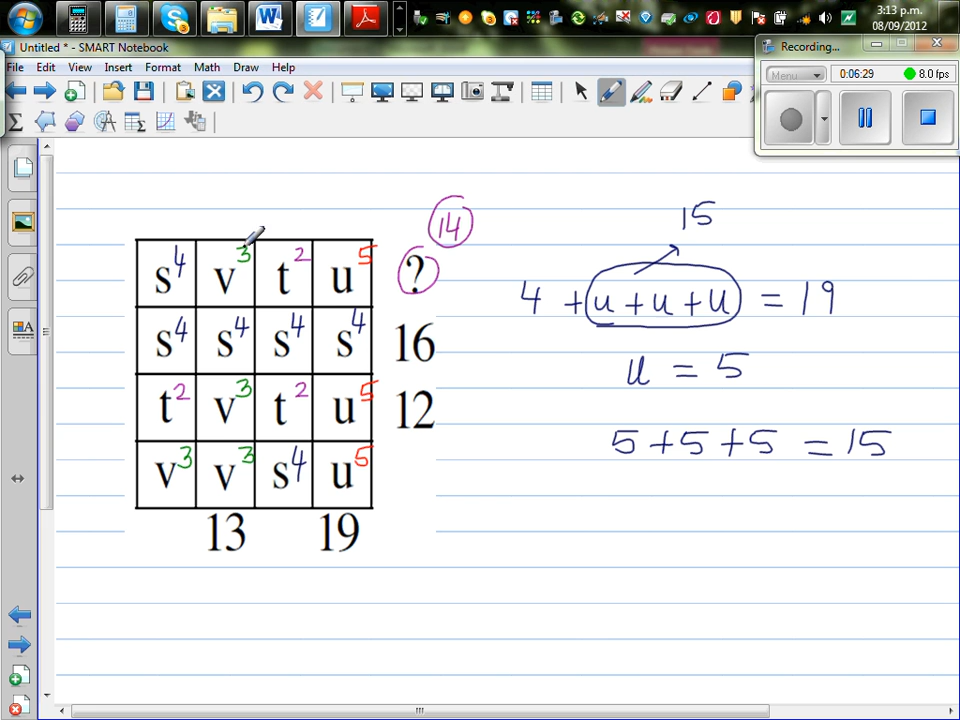 3:13 p.m.
08/09/2012
Untitled * - SMART Notebook
Recording...
File Edit View Insert Format Math Draw Help
Menu
0:06:29
8.0 fps
15
14
s4 v3 t2 u5 ?
4 + u + u + u = 19
s4 s4 s4 s4 16
u = 5
t2 v3 t2 u5 12
5 + 5 + 5 = 15
v3 v3 s4 u5
13 19